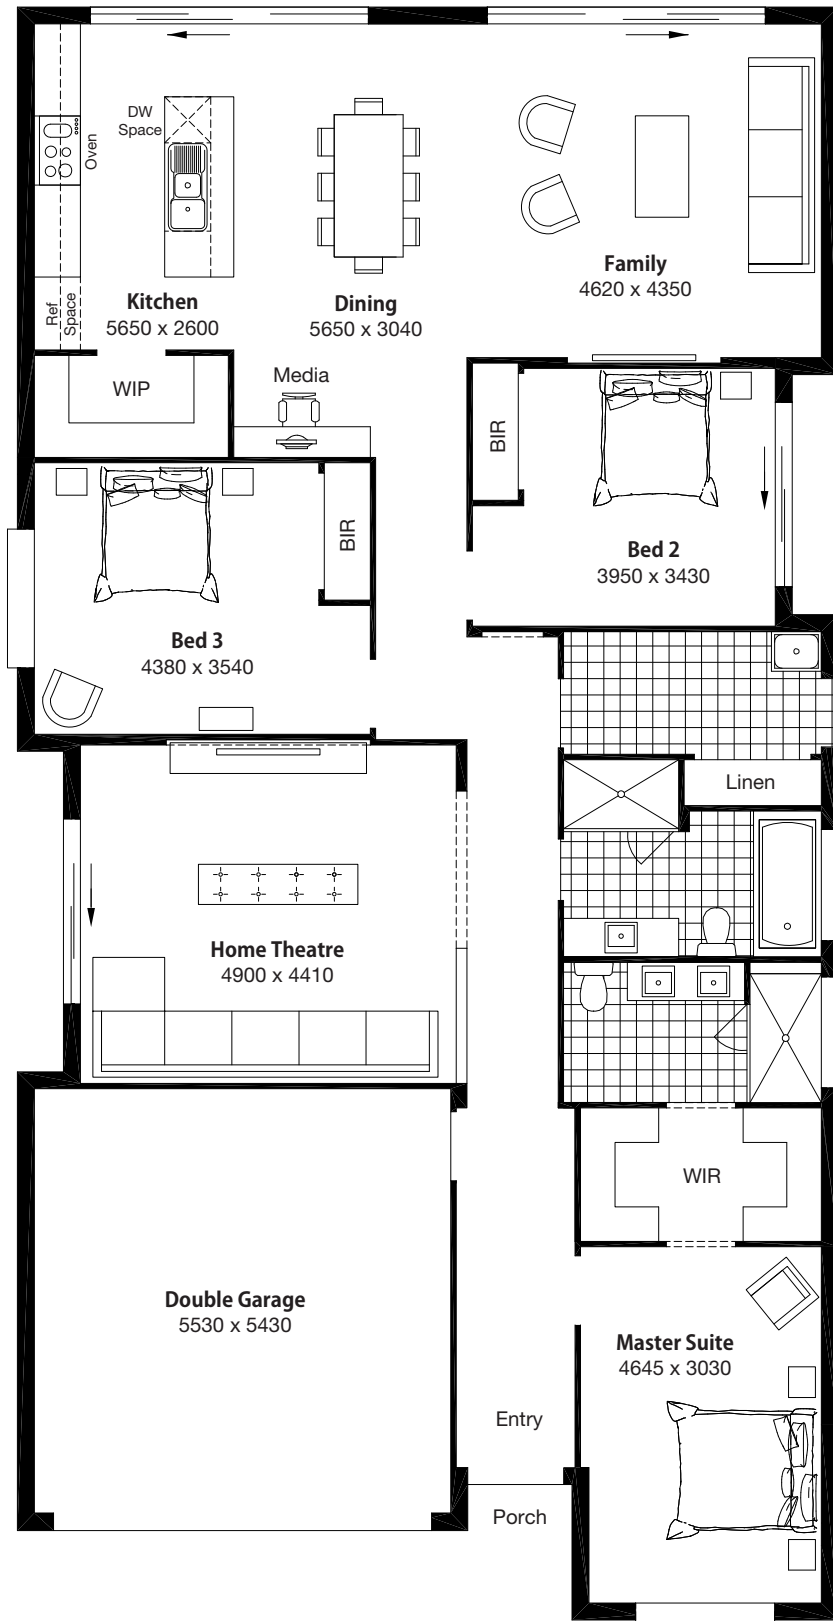 DW
Space
Oven
Family
4620 x 4350
Kitchen
5650 x 2600
Dining
5650 x 3040
Ref
Space
WIP
Media
BIR
Bed 2
3950 x 3430
BIR
Bed 3
4380 x 3540
Linen
Home Theatre
4900 x 4410
WIR
Double Garage
5530 x 5430
Master Suite
4645 x 3030
Entry
Porch